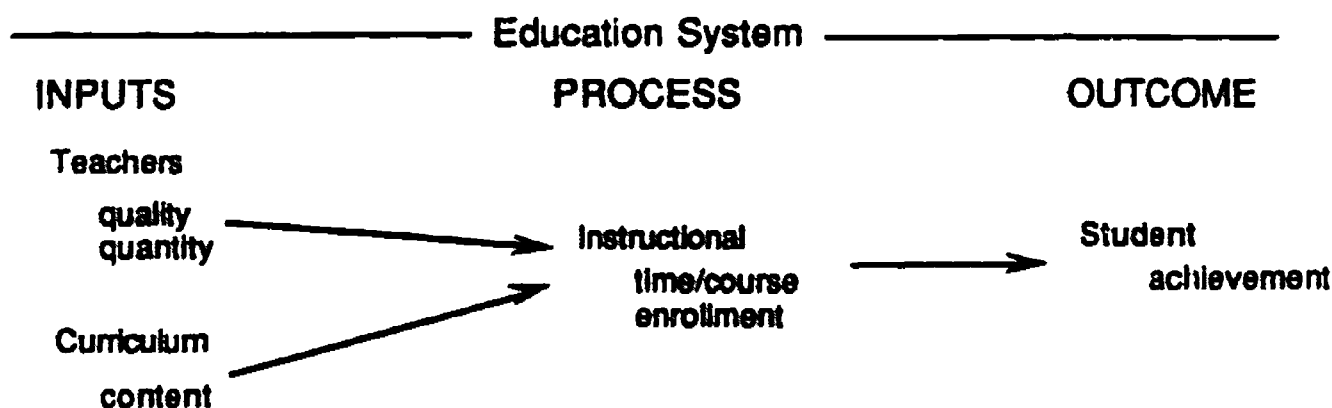 Education System
INPUTS PROCESS OUTCOME
Teachers
quality
quantity
Instructional
time/course
enrollment
Student
achievement
Curriculum
content